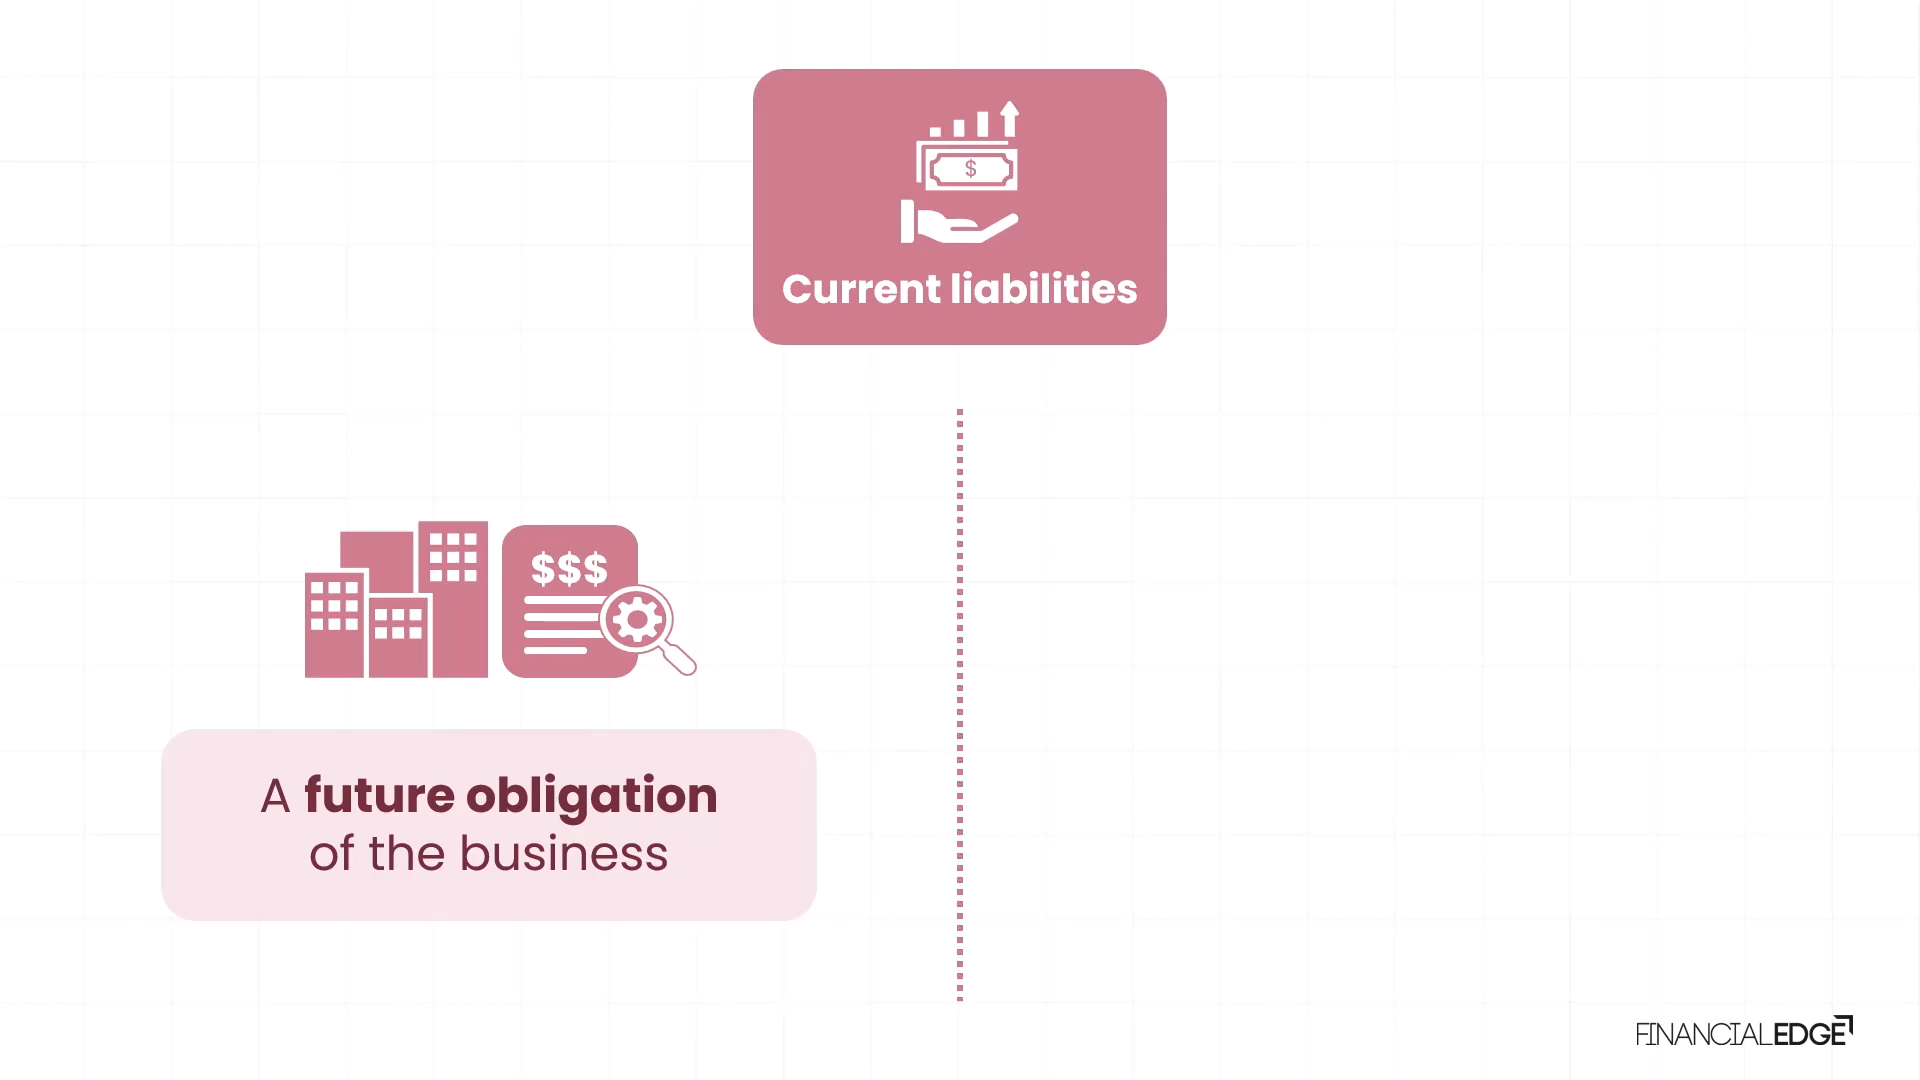 $
Current liabilities
$$$
A future obligation
of the business
FINANCIALEDGE